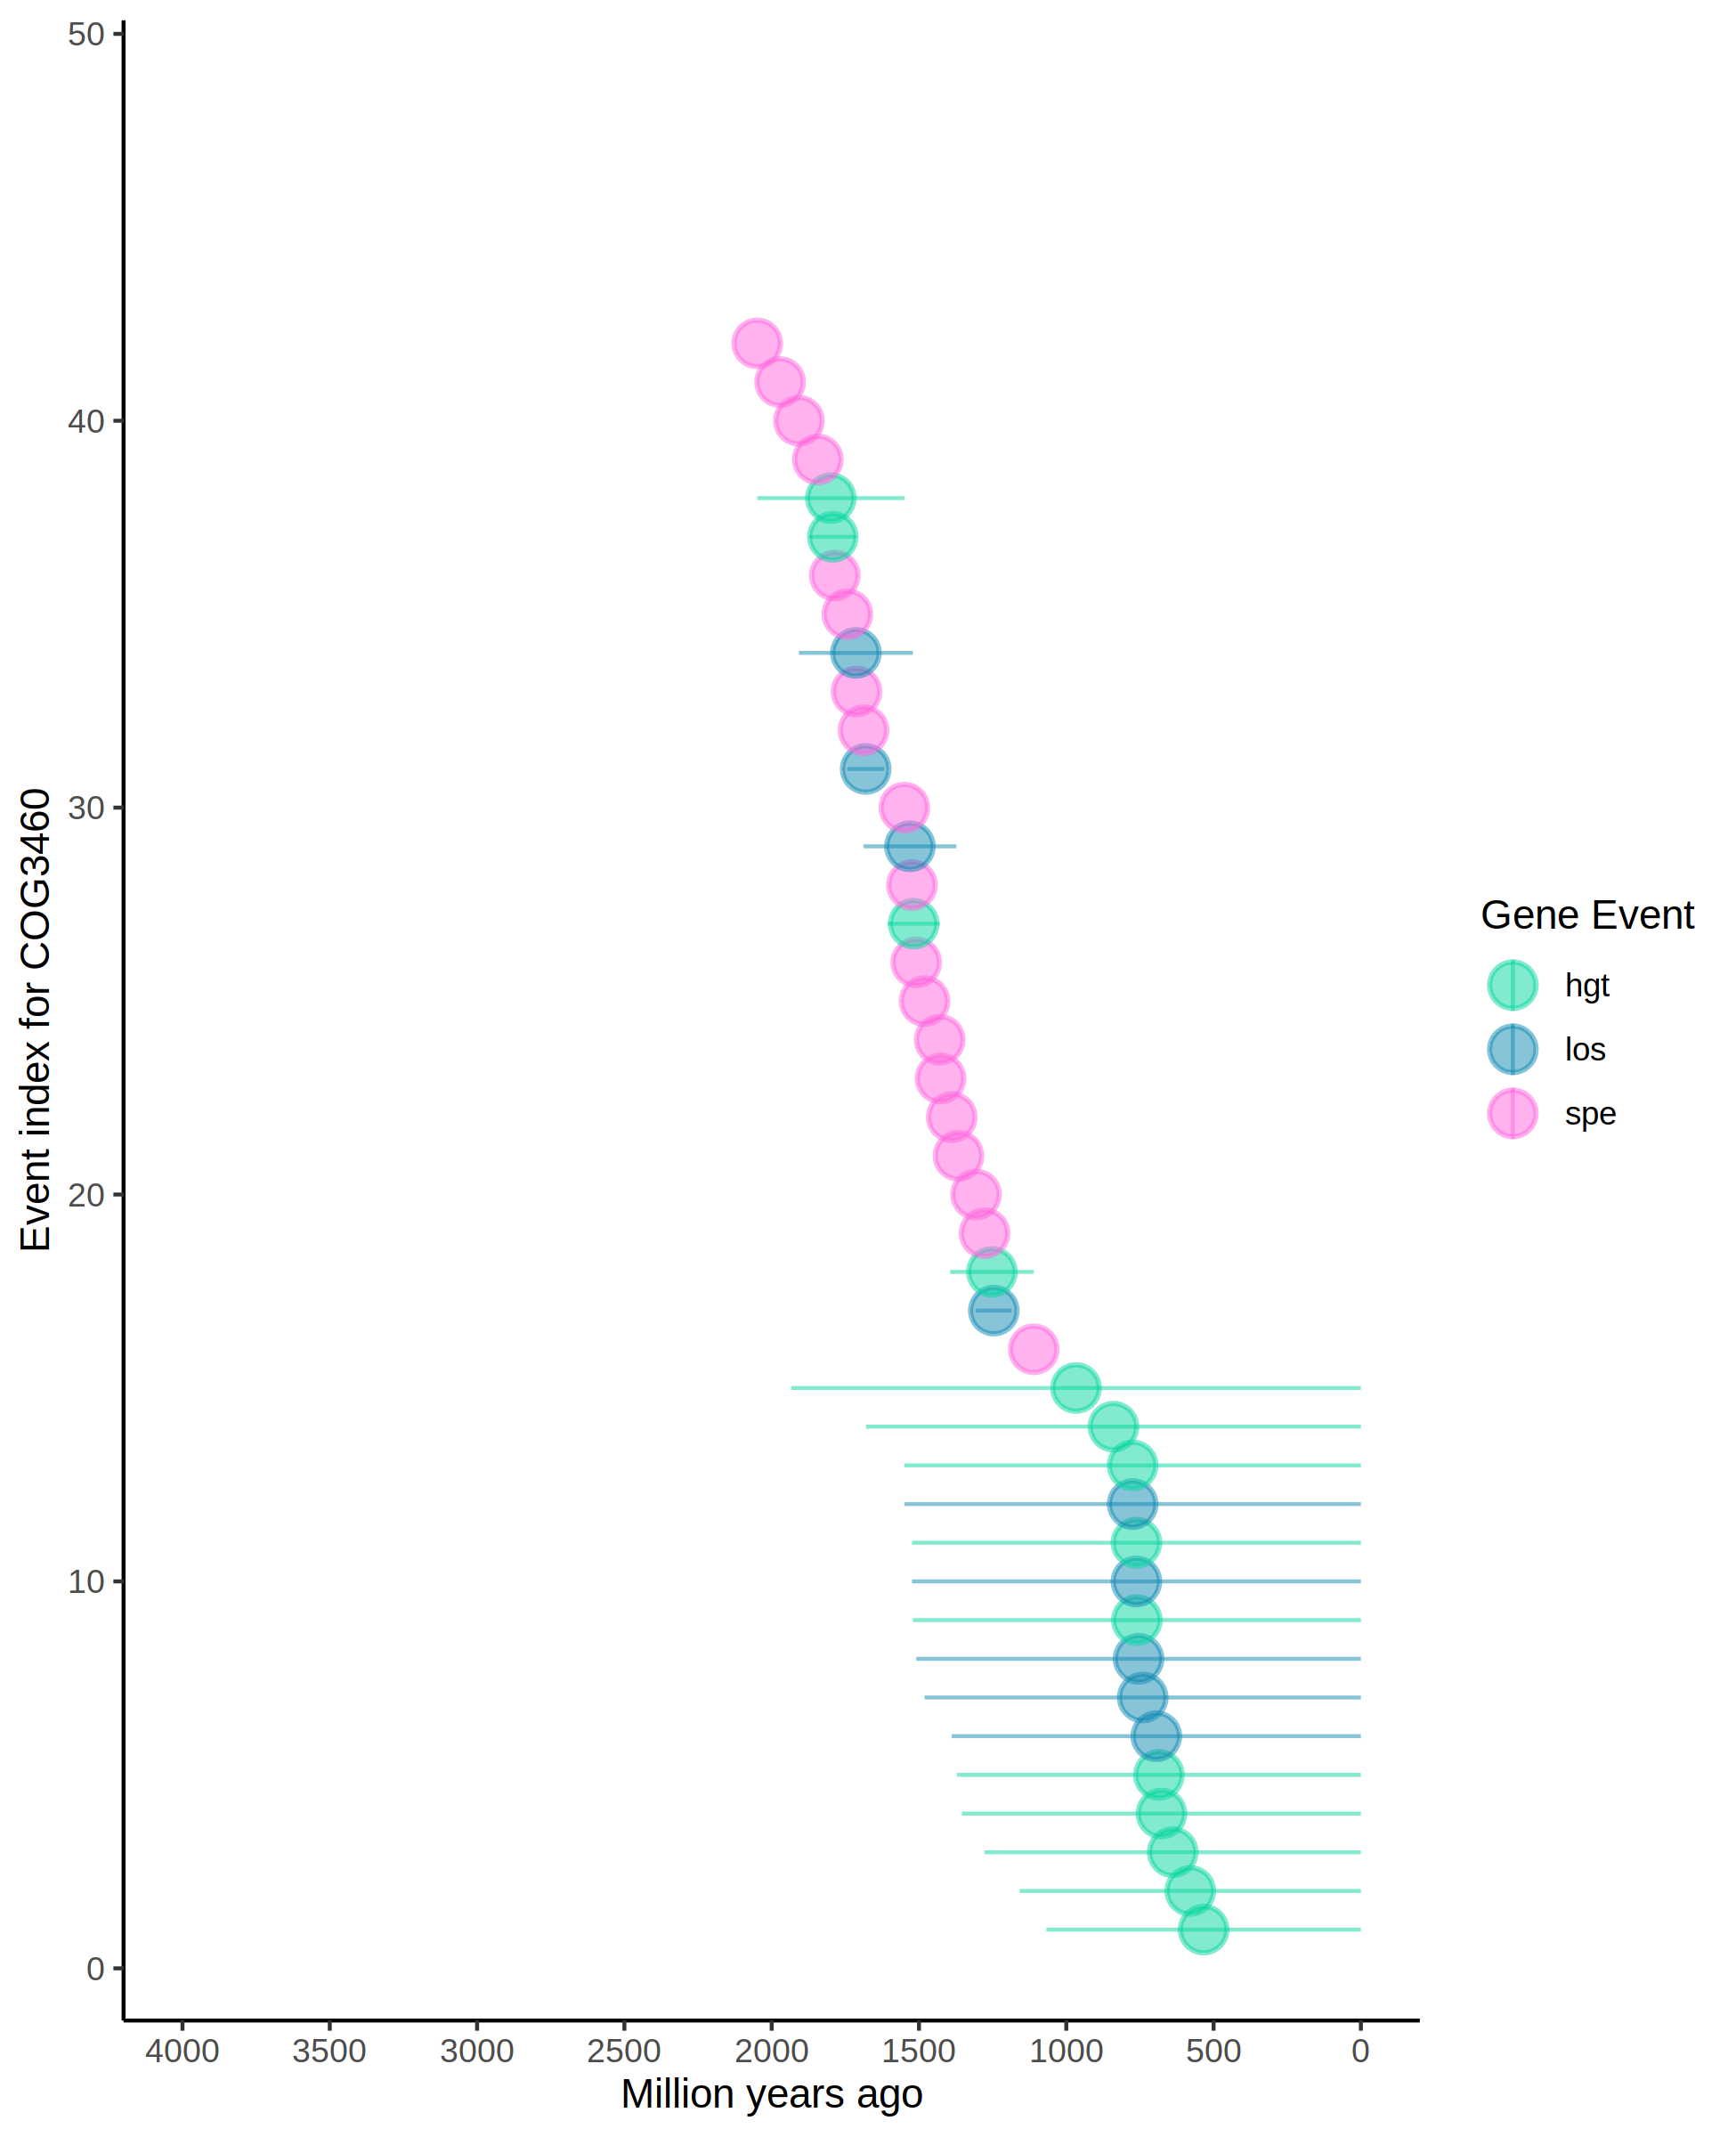 50
40
30
20
10
0
Event index for COG3460
4000 3500 3000 2500 2000 1500 1000 500 0
Million years ago
Gene Event
hgt
los
spe